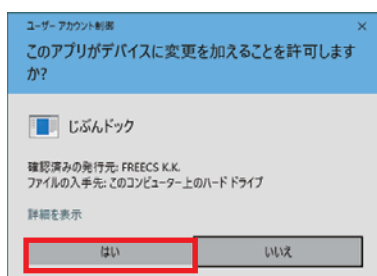 ユーザー アカウント制御
×
このアプリがデバイスに変更を加えることを許可します
か?
じぶんドック
確認済みの発行元: FREECS K.K.
ファイルの入手先: このコンピューター上のハード ドライブ
詳細を表示
はい
いいえ